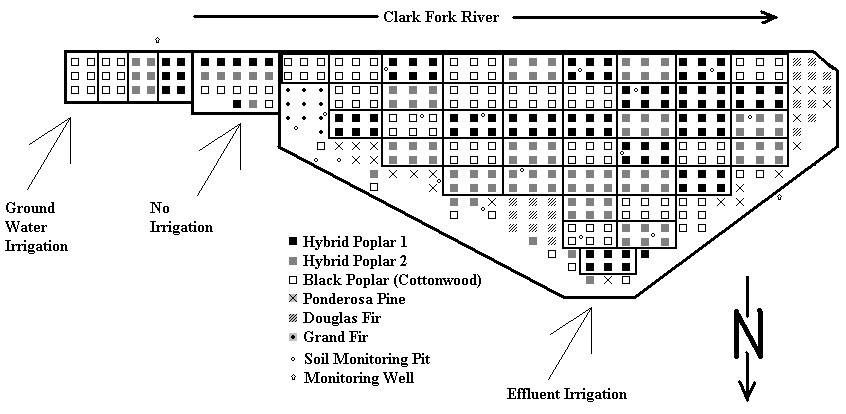 Clark Fork River
Ground
Water
Irrigation
No
Irrigation
Hybrid Poplar 1
Hybrid Poplar 2
Black Poplar (Cottonwood)
Ponderosa Pine
Douglas Fir
Grand Fir
Soil Monitoring Pit
Monitoring Well
Effluent Irrigation
N